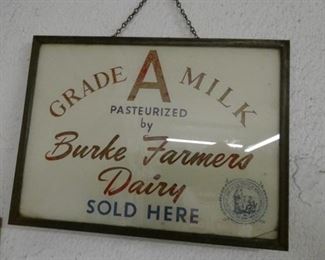 GRADE A MILK
PASTEURIZED
by
Burke Farmers
Dairy
SOLD HERE